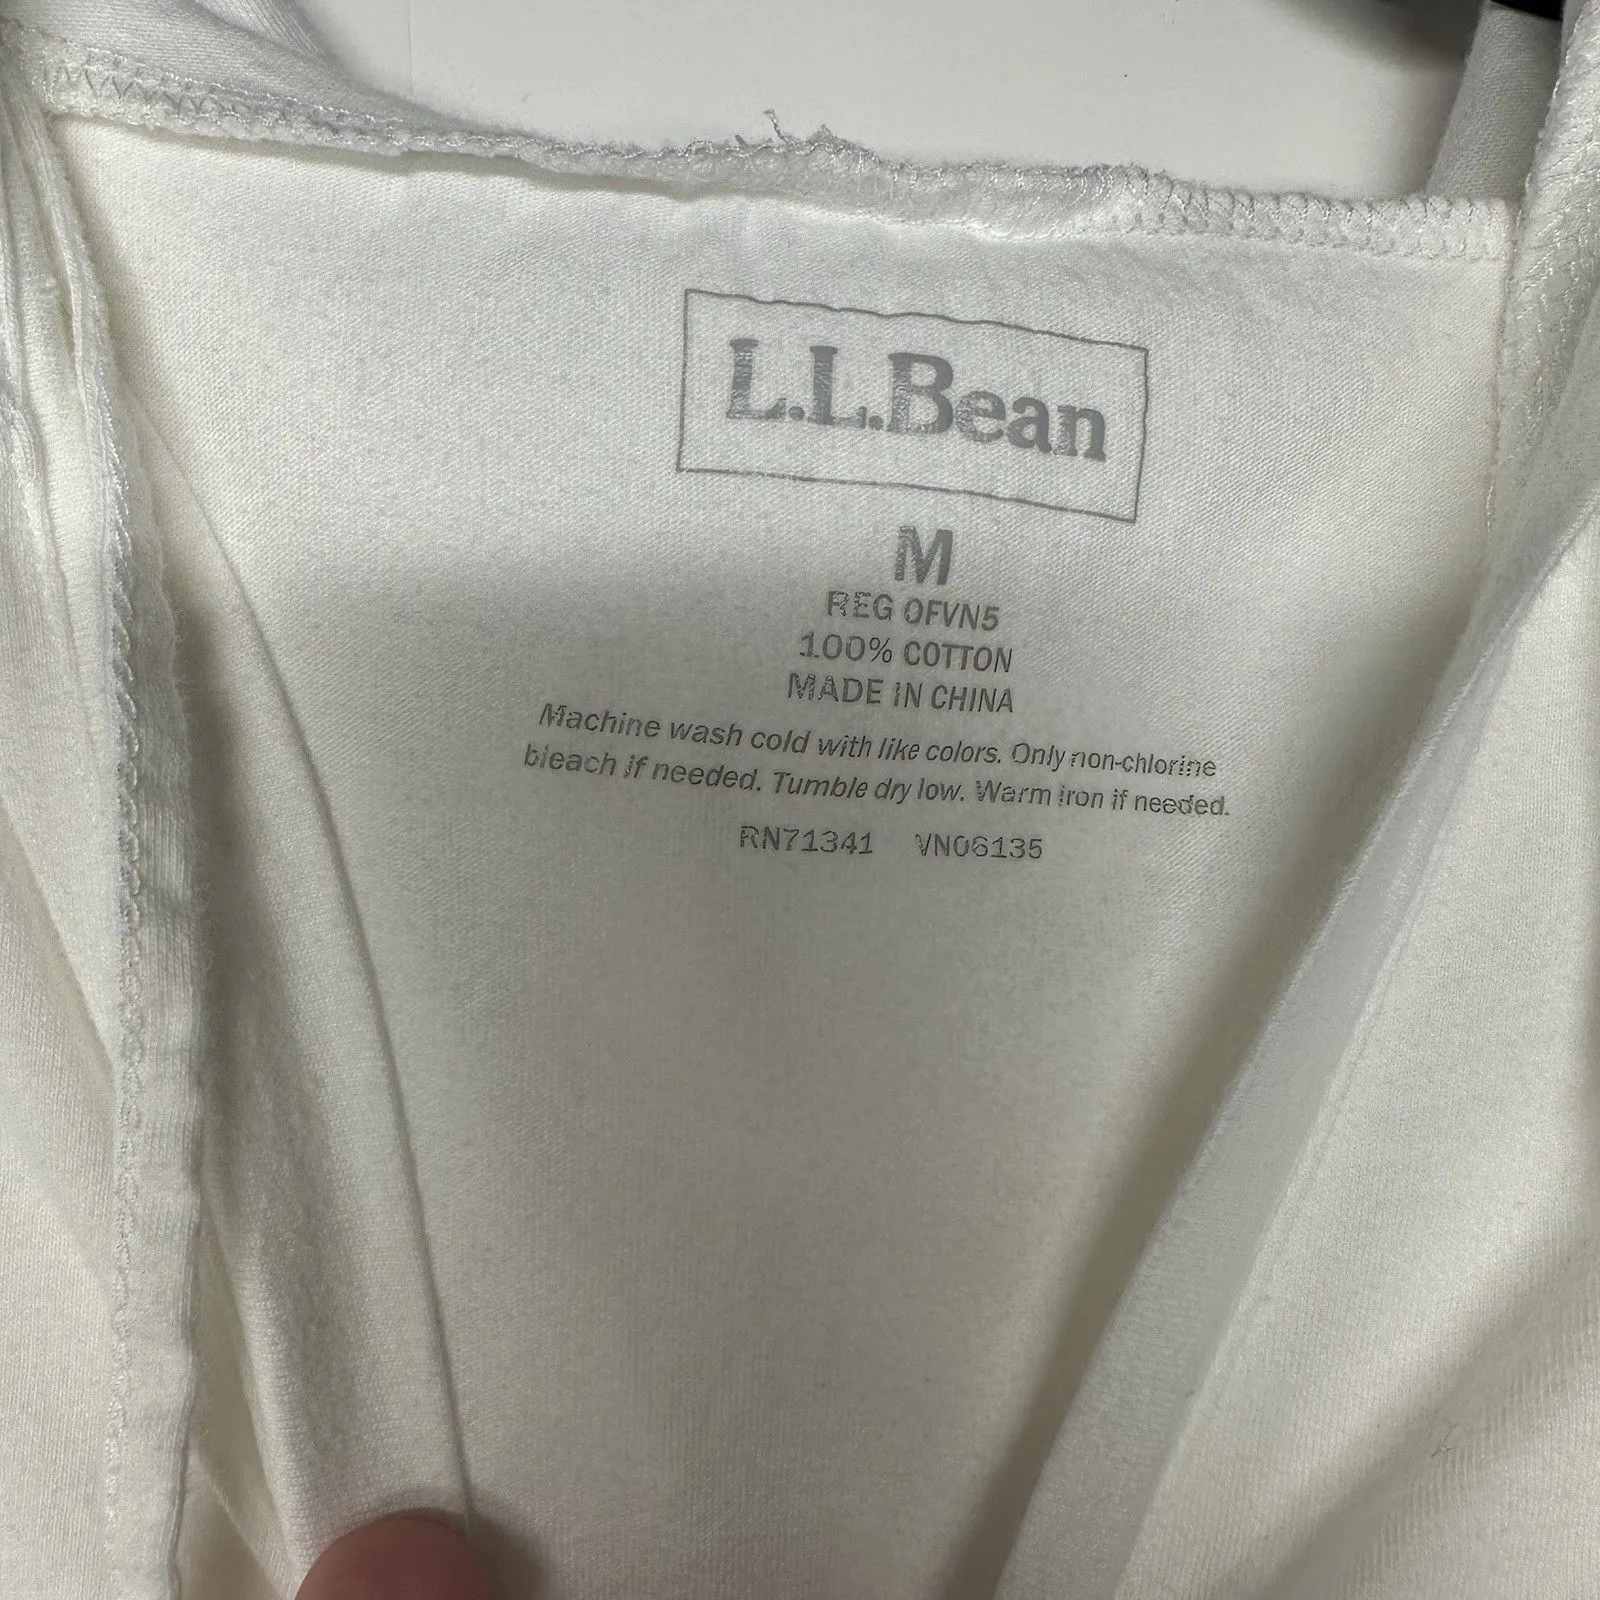 L.L.Bean
M
REG OFVN5
100% COTTON
MADE IN CHINA
Machine wash cold with like colors. Only non-chlorine
bleach if needed. Tumble dry low. Warm iron if needed.
RN71341 VN06135